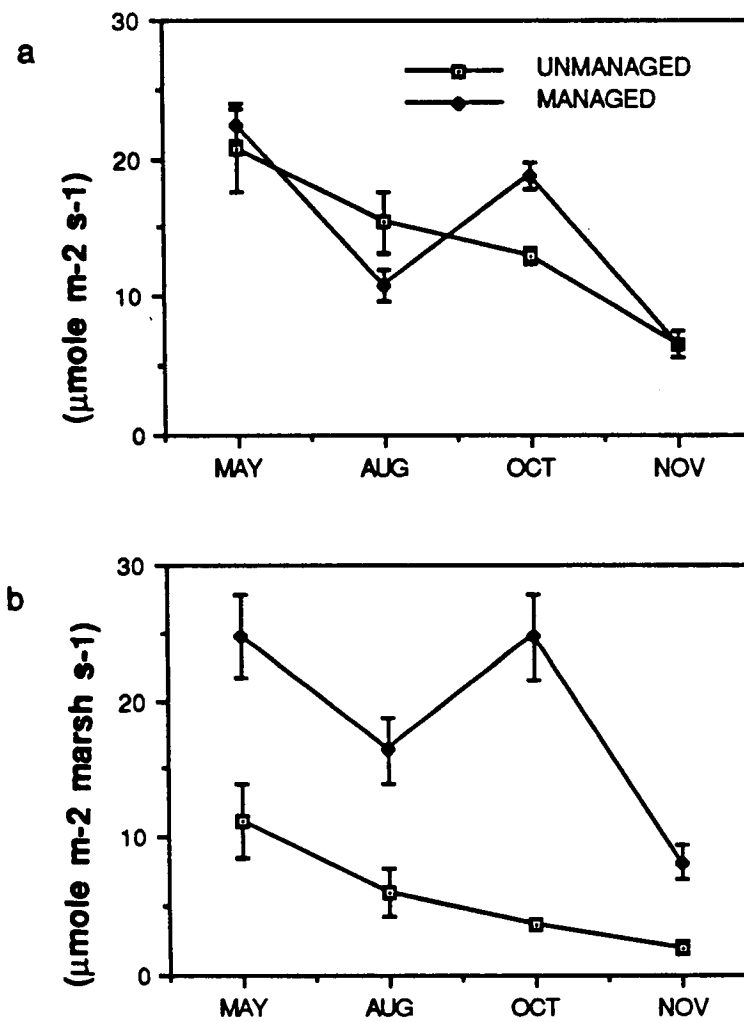 a
(μmole m-2 s-1)
30
20
10
0
UNMANAGED
MANAGED
MAY AUG OCT NOV
b
(μmole m-2 marsh s-1)
30
20
10
0
MAY AUG OCT NOV